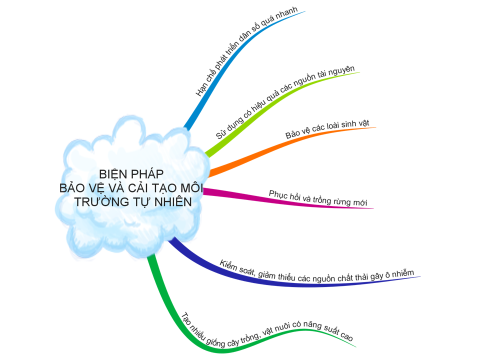 BIỆN PHÁP
BẢO VỆ VÀ CẢI TẠO MÔI
TRƯỜNG TỰ NHIÊN
Hạn chế phát triển dân số quá nhanh
Sử dụng có hiệu quả các nguồn tài nguyên
Bảo vệ các loài sinh vật
Phục hồi và trồng rừng mới
Kiểm soát, giảm thiểu các nguồn chất thải gây ô nhiễm
Tạo nhiều giống cây trồng, vật nuôi có năng suất cao